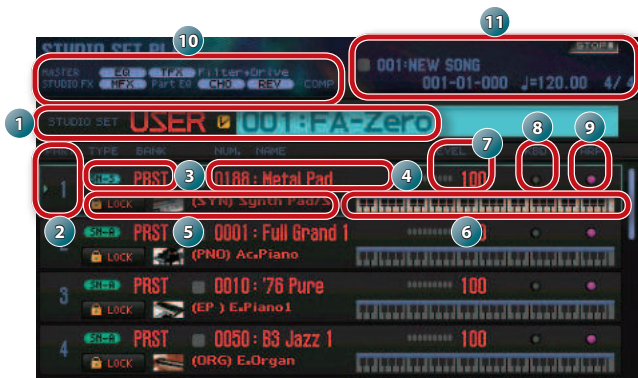 10
11
STUDIO SET PL
STOP
MASTER EQ TFX Filter+Drive
STUDIO FX MFX Part EQ CHO REV COMP
001:NEW SONG
001-01-000 ♩=120.00 4/4
1
STUDIO SET USER 001:FA-Zero
7
8
9
TYPE BANK NUM. NAME LEVEL
1 SN-S PRST 3 0188: Metal Pad 4 100
LOCK (SYN) Synth Pad/S
2
5
6
SN-A PRST 0001: Full Grand 1
LOCK (PNO) Ac.Piano
3 SN-A PRST 0010: '76 Pure 100
LOCK (EP ) E.Piano1
4 SN-A PRST 0050: B3 Jazz 1 100
LOCK (ORG) E.Organ